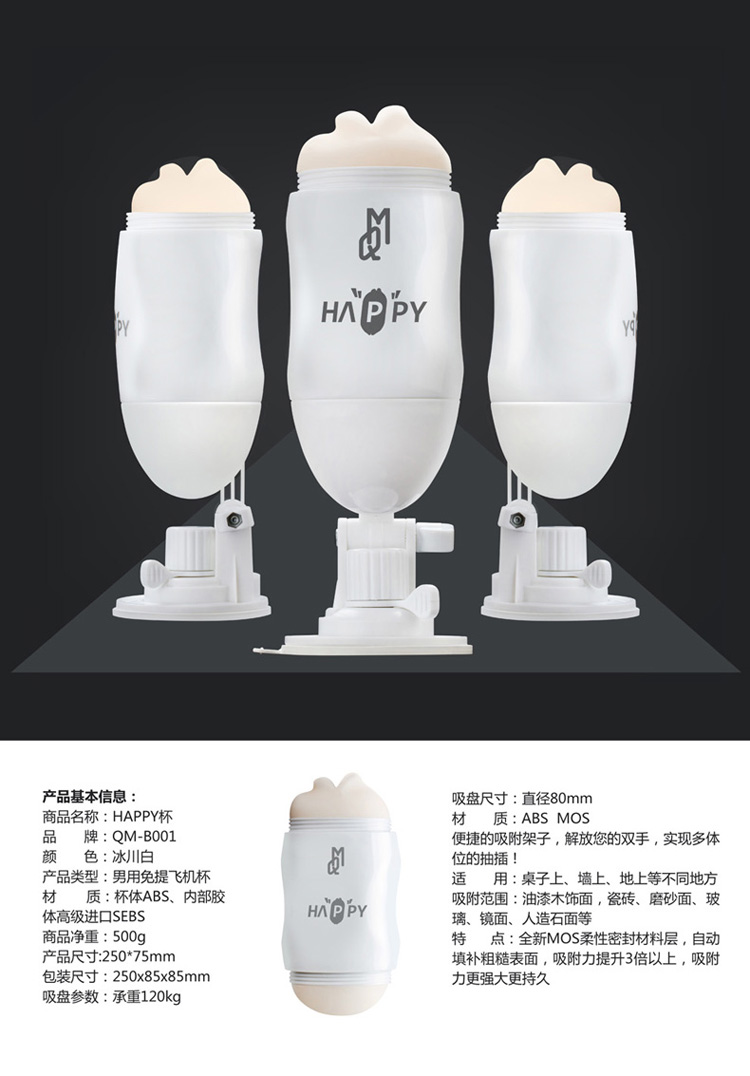 QM
HAPPY
PY
PY
产品基本信息：
商品名称：HAPPY杯
品 牌：QM-B001
颜 色：冰川白
产品类型：男用免提飞机杯
材 质：杯体ABS、内部胶
体高级进口SEBS
商品净重：500g
产品尺寸:250*75mm
包装尺寸：250x85x85mm
吸盘参数：承重120kg
QM
HAPPY
吸盘尺寸：直径80mm
材 质：ABS MOS
便捷的吸附架子，解放您的双手，实现多体
位的抽插！
适 用：桌子上、墙上、地上等不同地方
吸附范围：油漆木饰面，瓷砖、磨砂面、玻
璃、镜面、人造石面等
特 点：全新MOS柔性密封材料层，自动
填补粗糙表面，吸附力提升3倍以上，吸附
力更强大更持久